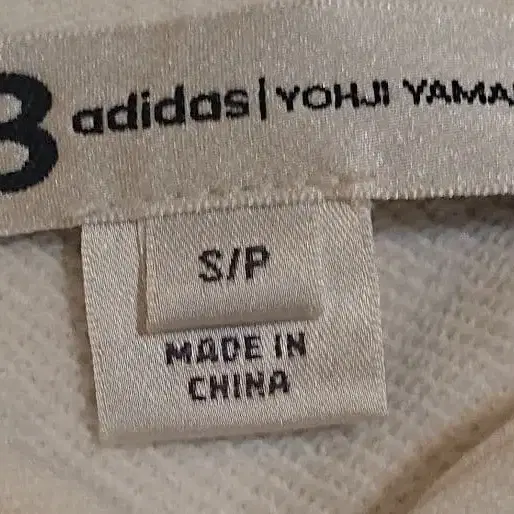 3 adidas | YOHJI YAMA
S/P
MADE IN
CHINA